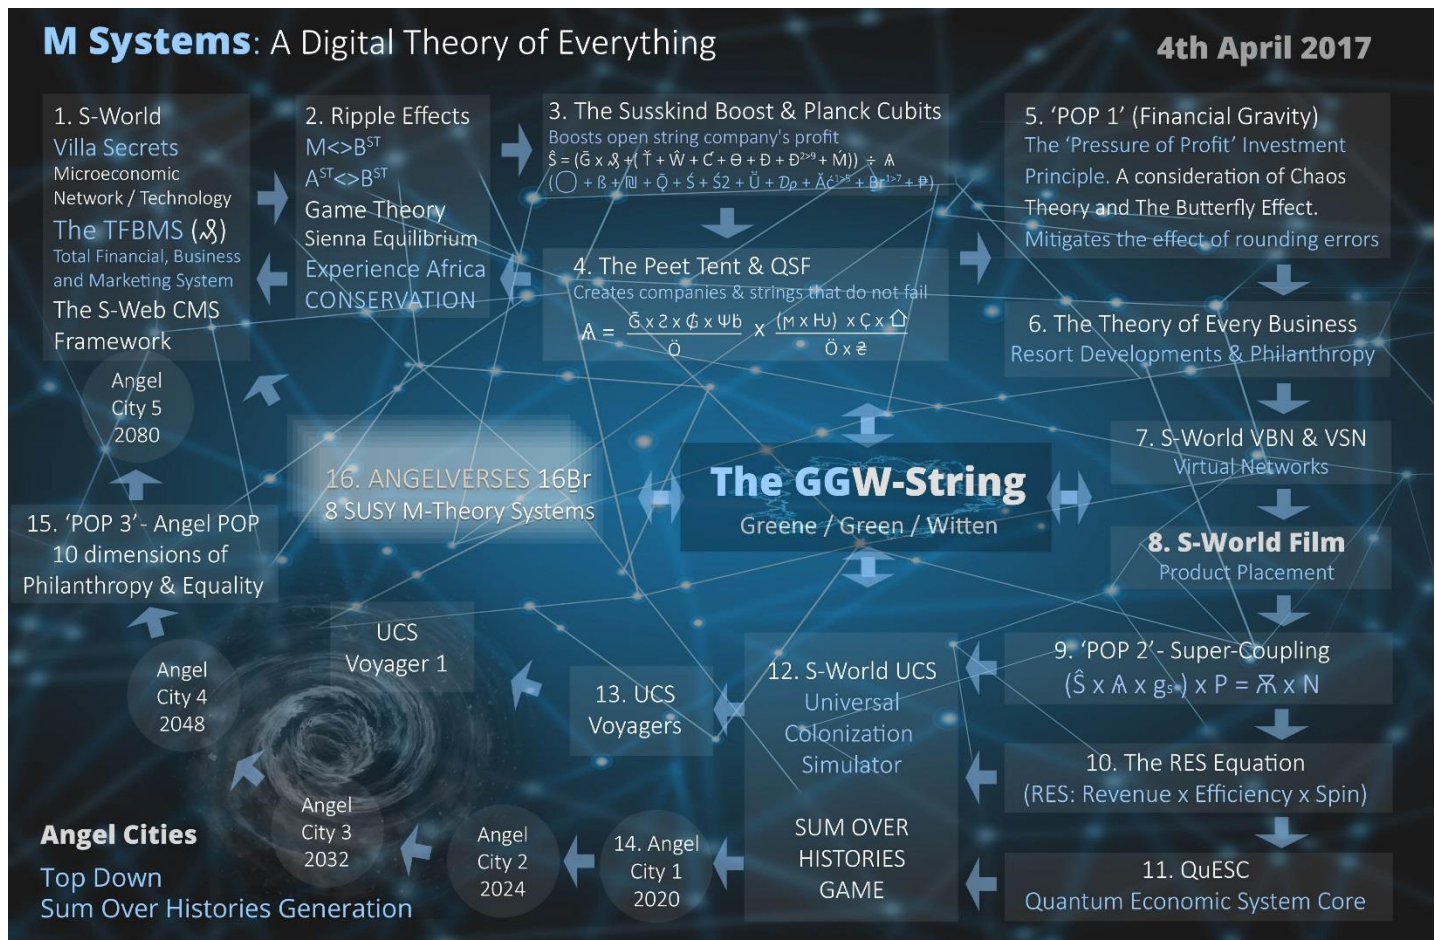 M Systems: A Digital Theory of Everything
4th April 2017
1. S-World
Villa Secrets
Microeconomic
Network / Technology
The TFBMS
Total Financial, Business
and Marketing System
The S-Web CMS
Framework
2. Ripple Effects
M<>Bˢᵀ
Aˢᵀ<>Bˢᵀ
Game Theory
Sienna Equilibrium
Experience Africa
CONSERVATION
3. The Susskind Boost & Planck Cubits
Boosts open string company's profit
4. The Peet Tent & QSF
Creates companies & strings that do not fail
5. ‘POP 1’ (Financial Gravity)
The ‘Pressure of Profit’ Investment
Principle. A consideration of Chaos
Theory and The Butterfly Effect.
Mitigates the effect of rounding errors
6. The Theory of Every Business
Resort Developments & Philanthropy
7. S-World VBN & VSN
Virtual Networks
8. S-World Film
Product Placement
9. ‘POP 2’- Super-Coupling
10. The RES Equation
(RES: Revenue x Efficiency x Spin)
11. QuESC
Quantum Economic System Core
12. S-World UCS
Universal
Colonization
Simulator
SUM OVER
HISTORIES
GAME
13. UCS
Voyagers
UCS
Voyager 1
14. Angel
City 1
2020
Angel
City 2
2024
Angel
City 3
2032
Angel
City 4
2048
15. ‘POP 3’- Angel POP
10 dimensions of
Philanthropy & Equality
Angel
City 5
2080
16. ANGELVERSES 16Ḇr
8 SUSY M-Theory Systems
The GGW-String
Greene / Green / Witten
Angel Cities
Top Down
Sum Over Histories Generation